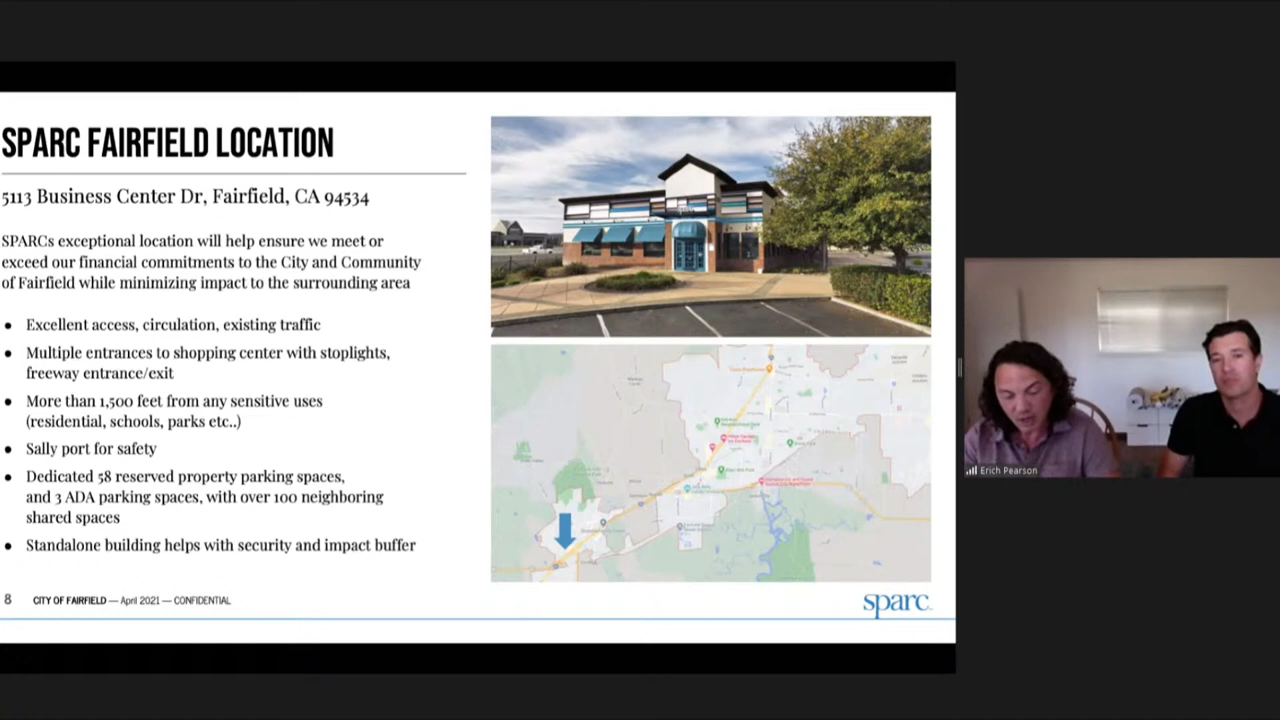 SPARC FAIRFIELD LOCATION
5113 Business Center Dr, Fairfield, CA 94534
SPARCs exceptional location will help ensure we meet or
exceed our financial commitments to the City and Community
of Fairfield while minimizing impact to the surrounding area
● Excellent access, circulation, existing traffic
● Multiple entrances to shopping center with stoplights,
freeway entrance/exit
● More than 1,500 feet from any sensitive uses
(residential, schools, parks etc..)
● Sally port for safety
● Dedicated 58 reserved property parking spaces,
and 3 ADA parking spaces, with over 100 neighboring
shared spaces
● Standalone building helps with security and impact buffer
8 CITY OF FAIRFIELD — April 2021 — CONFIDENTIAL
sparc
Erich Pearson